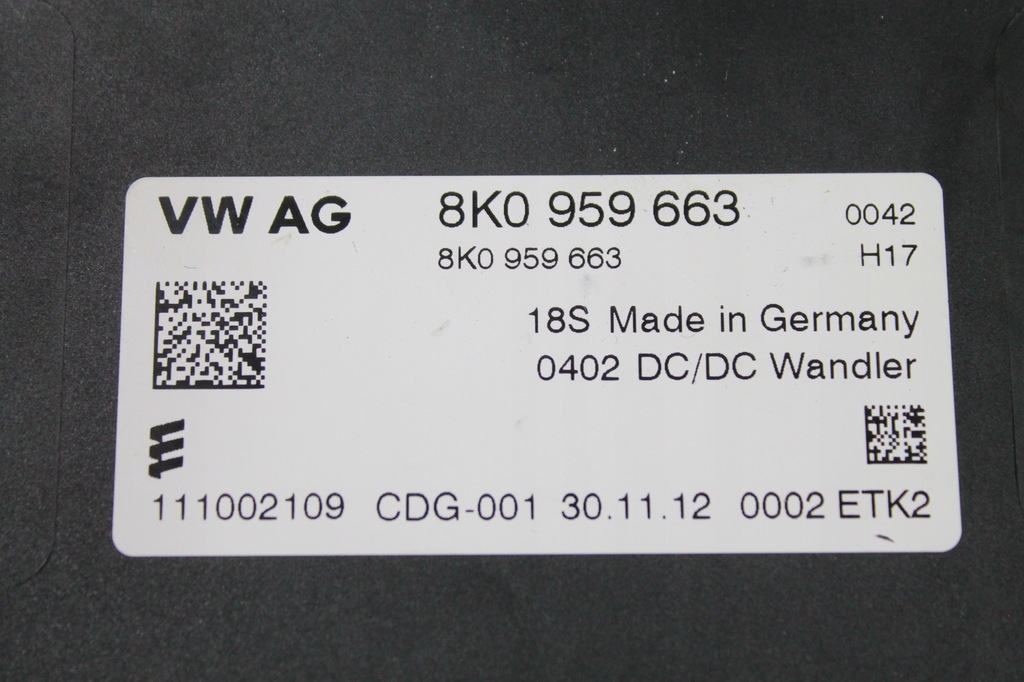 VW AG 8K0 959 663 0042
8K0 959 663 H17
18S Made in Germany
0402 DC/DC Wandler
111002109 CDG-001 30.11.12 0002 ETK2